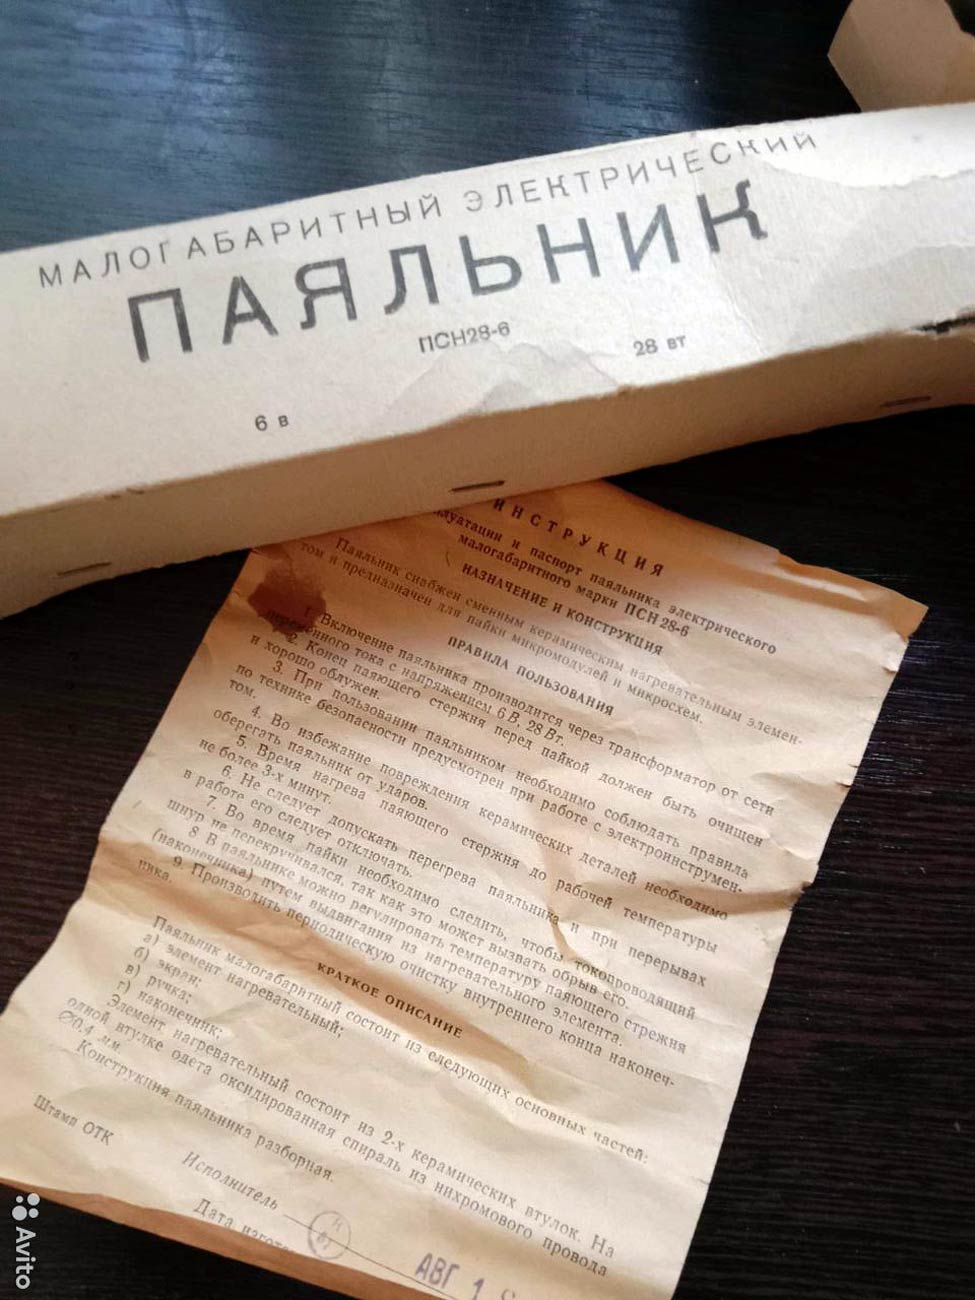 МАЛОГАБАРИТНЫЙ ЭЛЕКТРИЧЕСКИЙ
ПАЯЛЬНИК
ПСН28-6
28 вт
6 в
ИНСТРУКЦИЯ
луатации и паспорт паяльника электрического
малогабаритного марки ПСН 28-6
НАЗНАЧЕНИЕ И КОНСТРУКЦИЯ
Паяльник снабжен сменным керамическим нагревательным элемен-
том и предназначен для пайки микромодулей и микросхем.
ПРАВИЛА ПОЛЬЗОВАНИЯ
1. Включение паяльника производится через трансформатор от сети
переменного тока с напряжением 6 В, 28 Вт.
2. Конец паяющего стержня перед пайкой должен быть очищен
и хорошо облужен.
3. При пользовании паяльником необходимо соблюдать правила
по технике безопасности предусмотрен при работе с электроинструмен-
том.
4. Во избежание повреждения керамических деталей необходимо
оберегать паяльник от ударов.
5. Время нагрева паяющего стержня до рабочей температуры
не более 3-х минут.
6. Не следует допускать перегрева паяльника и при перерывах
в работе его следует отключать.
7. Во время пайки необходимо следить, чтобы токопроводящий
шнур не перекручивался, так как это может вызвать обрыв его.
8 В паяльнике можно регулировать температуру паяющего стрежня
(наконечника) путем выдвигания из нагревательного элемента.
9. Производить периодическую очистку внутреннего конца наконеч-
ника.
КРАТКОЕ ОПИСАНИЕ
Паяльник малогабаритный состоит из следующих основных частей:
а) элемент нагревательный;
б) экран;
в) ручка;
г) наконечник;
Элемент нагревательный состоит из 2-х керамических втулок. На
одной втулке одета оксидированная спираль из нихромового провода
∅0,4 мм.
Конструкция паяльника разборная.
Штамп ОТК
Исполнитель
Дата изгот
АВГ 1
Avito